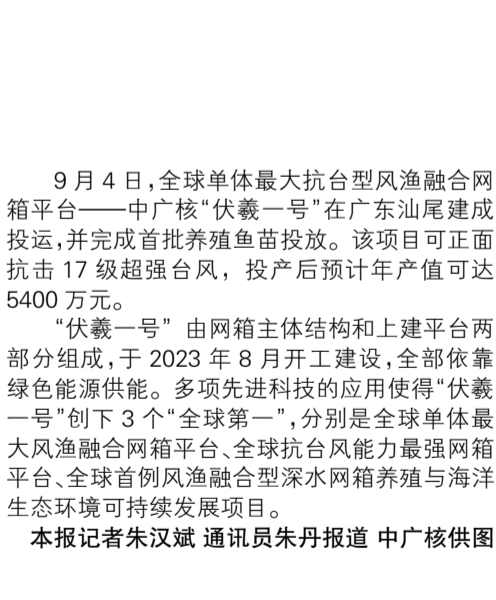 9月4日，全球单体最大抗台型风渔融合网
箱平台——中广核“伏羲一号”在广东汕尾建成
投运，并完成首批养殖鱼苗投放。该项目可正面
抗击17级超强台风，投产后预计年产值可达
5400万元。
“伏羲一号”由网箱主体结构和上建平台两
部分组成，于2023年8月开工建设，全部依靠
绿色能源供能。多项先进科技的应用使得“伏羲
一号”创下3个“全球第一”，分别是全球单体最
大风渔融合网箱平台、全球抗台风能力最强网箱
平台、全球首例风渔融合型深水网箱养殖与海洋
生态环境可持续发展项目。
本报记者朱汉斌 通讯员朱丹报道 中广核供图